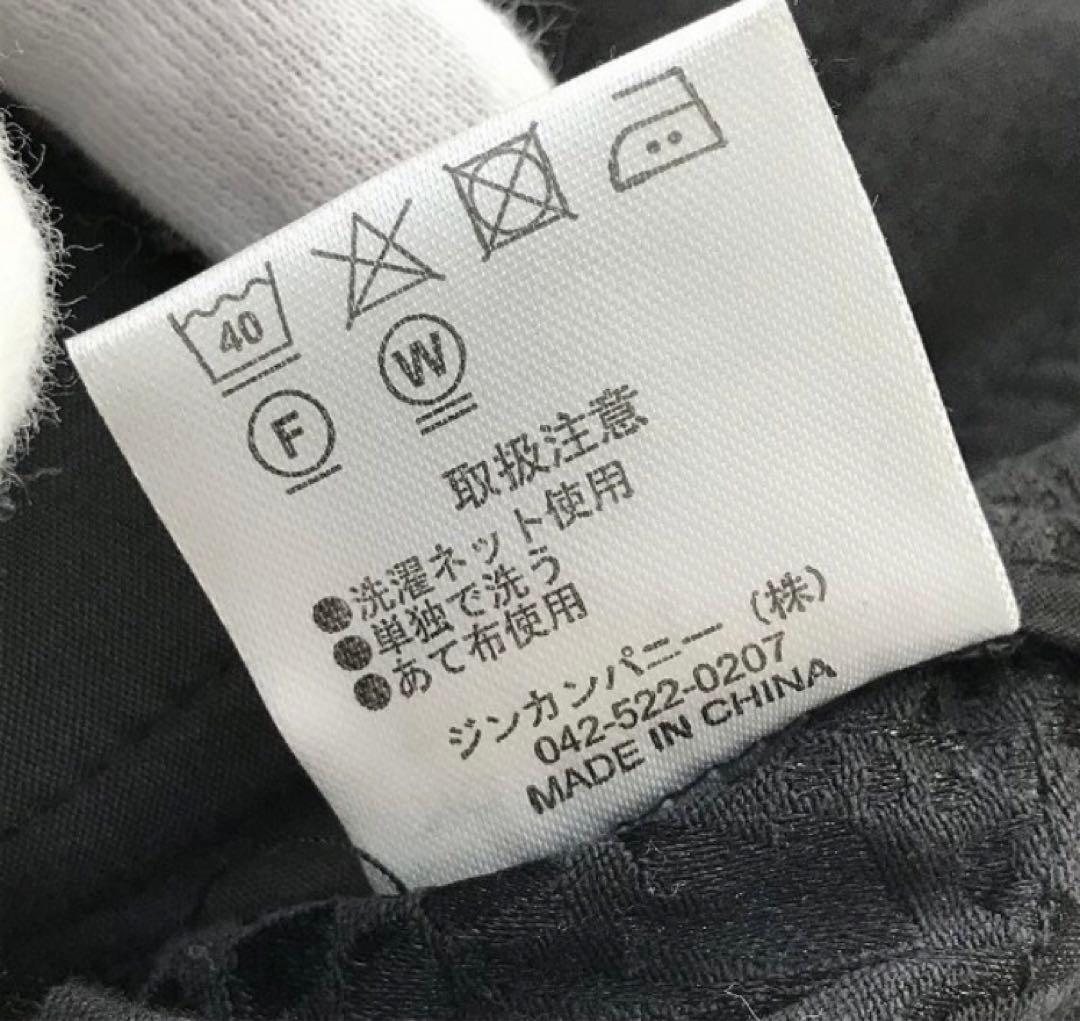 40
F W
取扱注意
●洗濯ネット使用
●単独で洗う
●あて布使用
ジンカンパニー(株)
042-522-0207
MADE IN CHINA